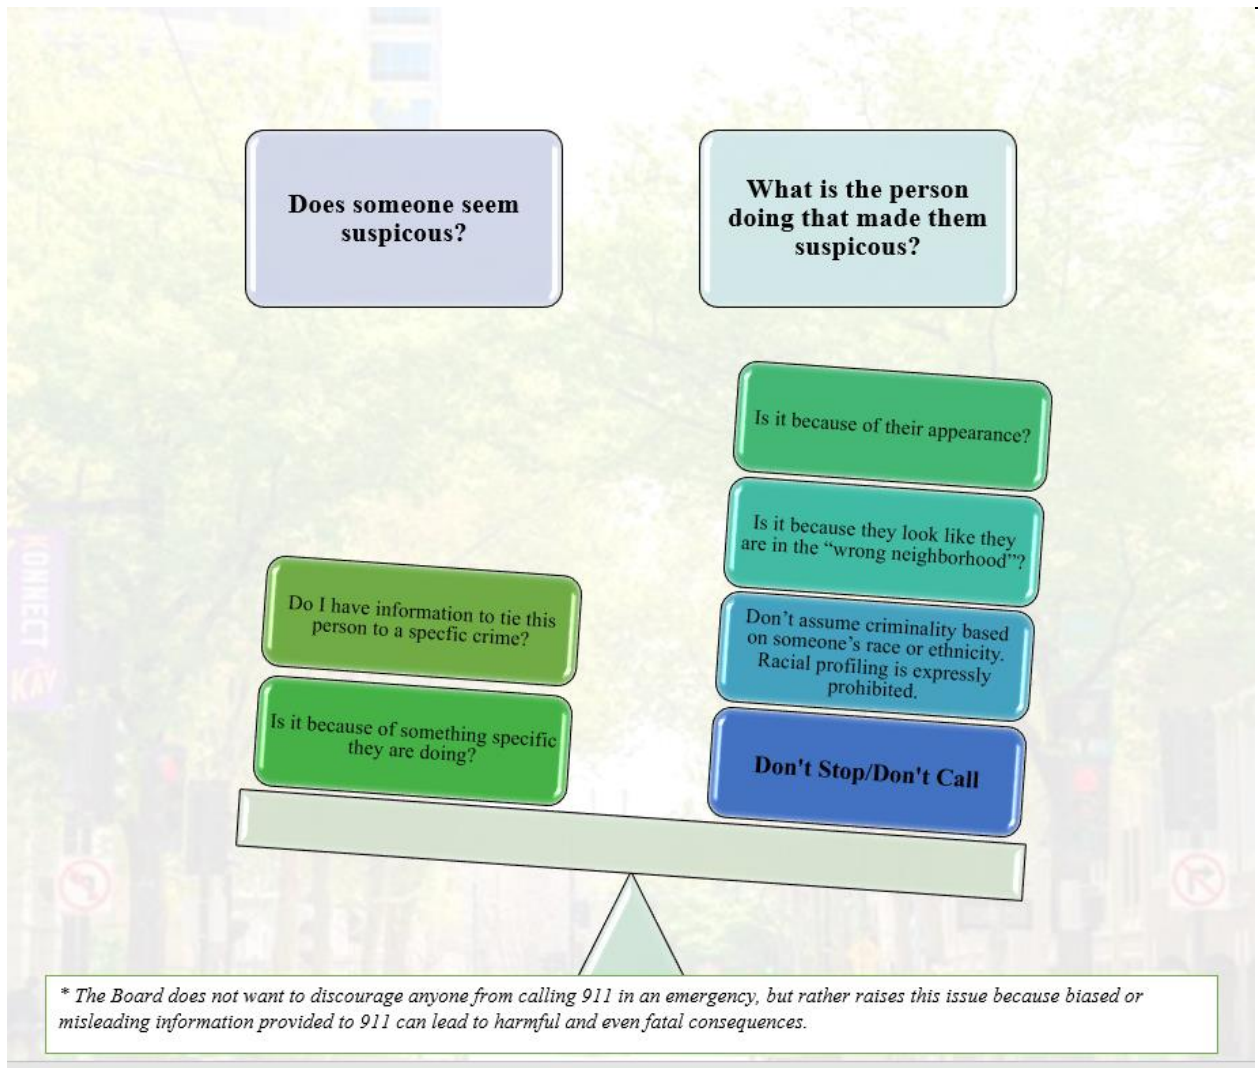 Does someone seem
suspicous?
What is the person
doing that made them
suspicous?
Do I have information to tie this
person to a specfic crime?
Is it because of something specific
they are doing?
Is it because of their appearance?
Is it because they look like they
are in the “wrong neighborhood”?
Don’t assume criminality based
on someone’s race or ethnicity.
Racial profiling is expressly
prohibited.
Don't Stop/Don't Call
* The Board does not want to discourage anyone from calling 911 in an emergency, but rather raises this issue because biased or
misleading information provided to 911 can lead to harmful and even fatal consequences.
ONNECT
KAY